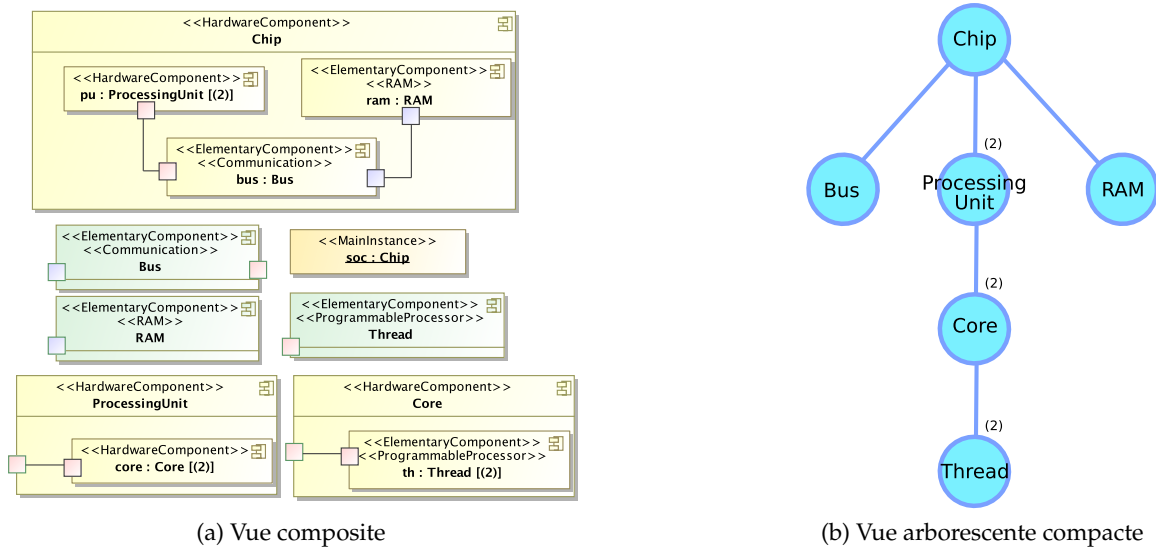 <<HardwareComponent>>
Chip
<<HardwareComponent>>
pu : ProcessingUnit [(2)]
<<ElementaryComponent>>
<<RAM>>
ram : RAM
<<ElementaryComponent>>
<<Communication>>
bus : Bus
<<ElementaryComponent>>
<<Communication>>
Bus
<<MainInstance>>
soc : Chip
<<ElementaryComponent>>
<<RAM>>
RAM
<<ElementaryComponent>>
<<ProgrammableProcessor>>
Thread
<<HardwareComponent>>
ProcessingUnit
<<HardwareComponent>>
core : Core [(2)]
<<HardwareComponent>>
Core
<<ElementaryComponent>>
<<ProgrammableProcessor>>
th : Thread [(2)]
(a) Vue composite
Chip
(2)
Bus
Processing
Unit
RAM
(2)
Core
(2)
Thread
(b) Vue arborescente compacte